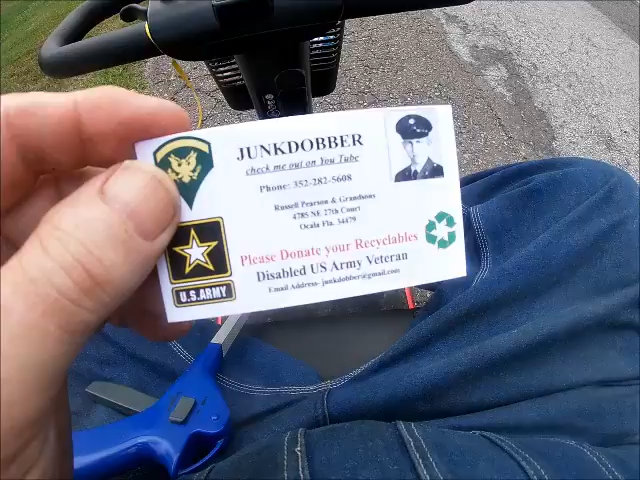 JUNKDOBBER
check me out on You Tube
Phone: 352-282-5608
Russell Pearson & Grandsons
4785 NE 27th Court
Ocala Fla. 34479
Please Donate your Recyclables
Disabled US Army Veteran
Email Address- junkdobber@gmail.com
U.S.ARMY